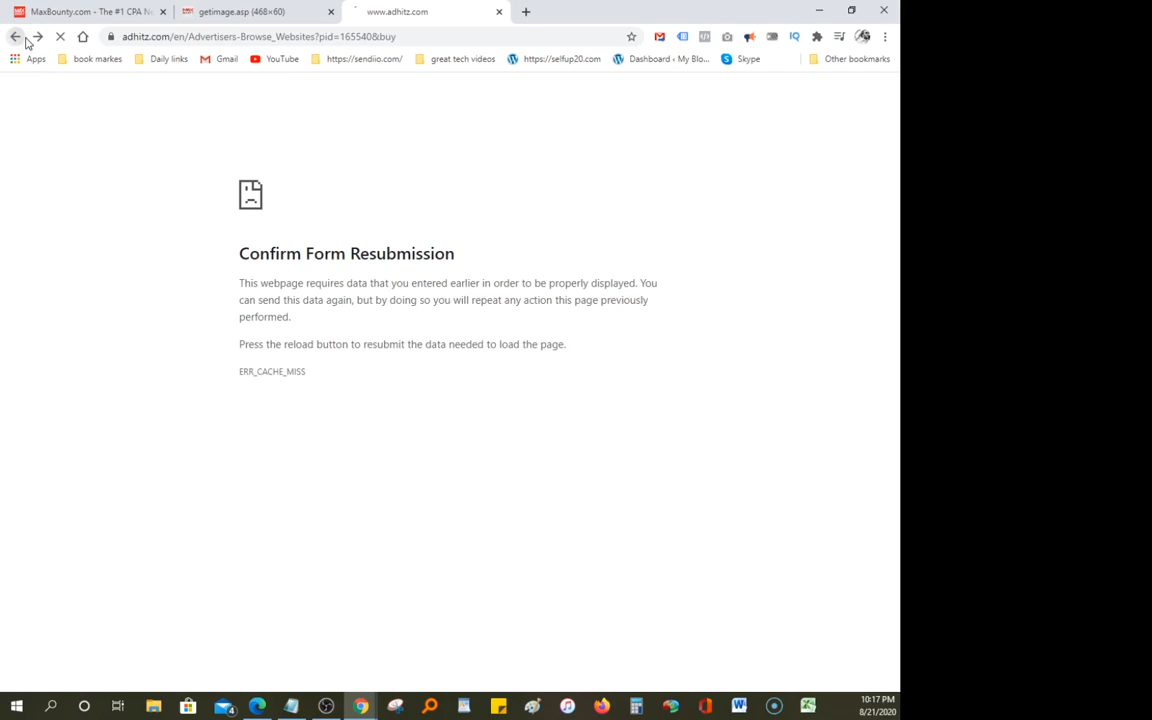 MaxBounty.com - The #1 CPA Ne
getimage.asp (468×60)
www.adhitz.com
adhitz.com/en/Advertisers-Browse_Websites?pid=165540&buy
IQ
Apps
book markes
Daily links
Gmail
YouTube
https://sendiio.com/
great tech videos
https://selfup20.com
Dashboard ‹ My Blo...
Skype
Other bookmarks
Confirm Form Resubmission
This webpage requires data that you entered earlier in order to be properly displayed. You
can send this data again, but by doing so you will repeat any action this page previously
performed.
Press the reload button to resubmit the data needed to load the page.
ERR_CACHE_MISS
4
10:17 PM
8/21/2020